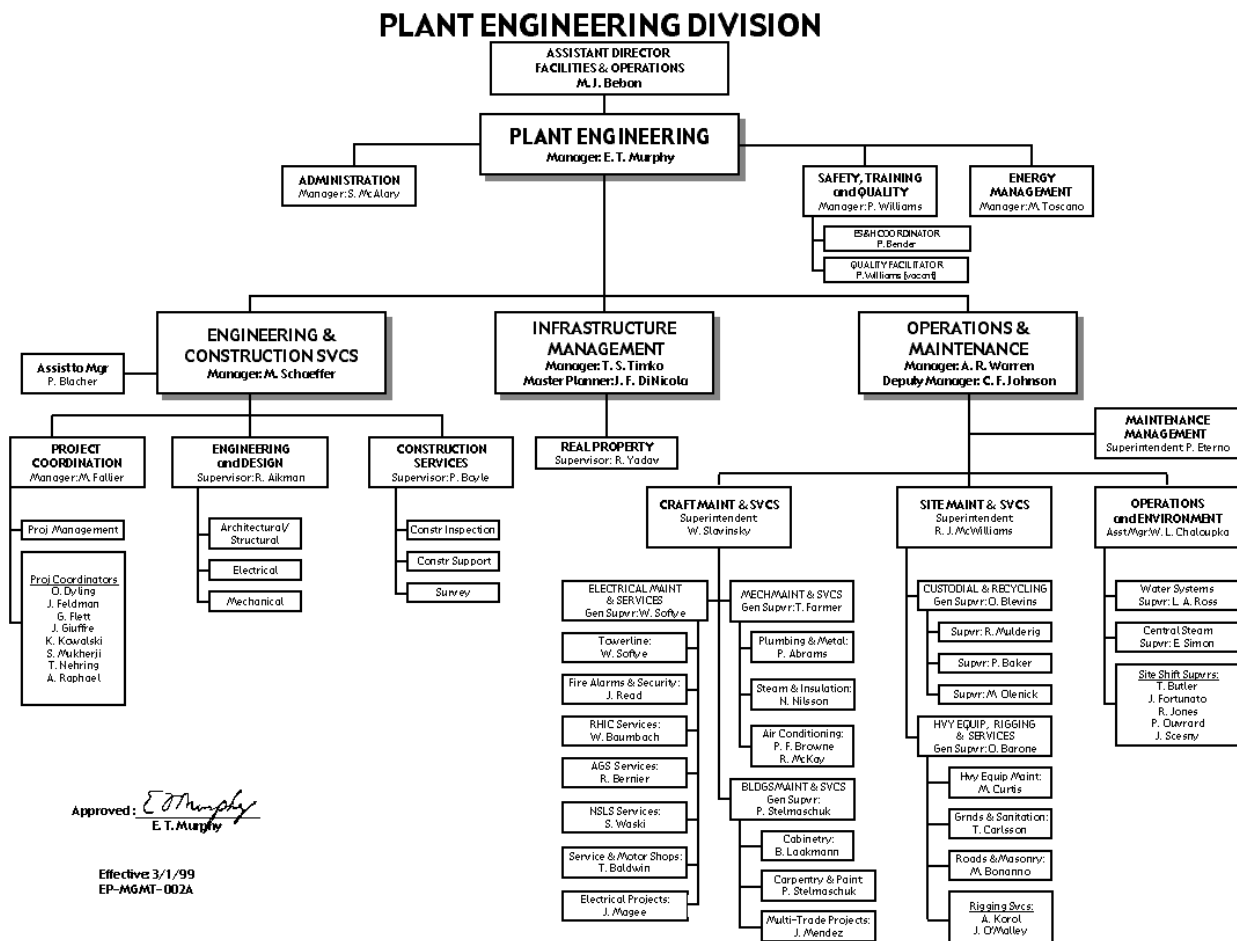 PLANT ENGINEERING DIVISION
ASSISTANT DIRECTOR
FACILITIES & OPERATIONS
M. J. Bebon
PLANT ENGINEERING
Manager: E. T. Murphy
ADMINISTRATION
Manager: S. McAlary
SAFETY, TRAINING
and QUALITY
Manager: P. Williams
ENERGY
MANAGEMENT
Manager: M. Toscano
ES&H COORDINATOR
P. Bender
QUALITY FACILITATOR
P. Williams [vacant]
ENGINEERING &
CONSTRUCTION SVCS
Manager: M. Schaeffer
Assist to Mgr
P. Blacher
INFRASTRUCTURE
MANAGEMENT
Manager: T. S. Timko
Master Planner: J. F. DiNicola
OPERATIONS &
MAINTENANCE
Manager: A. R. Warren
Deputy Manager: C. F. Johnson
PROJECT
COORDINATION
Manager: M. Fallier
ENGINEERING
and DESIGN
Supervisor: R. Aikman
CONSTRUCTION
SERVICES
Supervisor: P. Boyle
REAL PROPERTY
Supervisor: R. Yadav
MAINTENANCE
MANAGEMENT
Superintendent P. Eterno
Proj Management
Proj Coordinators
O. Dyling
J. Feldman
G. Flett
J. Giuffre
K. Kowalski
S. Mukherji
T. Nehring
A. Raphael
Architectural/
Structural
Electrical
Mechanical
Constr Inspection
Constr Support
Survey
CRAFT MAINT & SVCS
Superintendent
W. Slavinsky
SITE MAINT & SVCS
Superintendent
R. J. McWilliams
OPERATIONS
and ENVIRONMENT
Asst Mgr: W. L. Chaloupka
ELECTRICAL MAINT
& SERVICES
Gen Supvr: W. Softye
Towerline:
W. Softye
Fire Alarms & Security:
J. Read
RHIC Services:
W. Baumbach
AGS Services:
R. Bernier
NSLS Services:
S. Waski
Service & Motor Shops:
T. Baldwin
Electrical Projects:
J. Magee
MECH MAINT & SVCS
Gen Supvr: T. Farmer
Plumbing & Metal:
P. Abrams
Steam & Insulation:
N. Nilsson
Air Conditioning:
P. F. Browne
R. McKay
BLDGS MAINT & SVCS
Gen Supvr:
P. Stelmaschuk
Cabinetry:
B. Laakmann
Carpentry & Paint:
P. Stelmaschuk
Multi-Trade Projects:
J. Mendez
CUSTODIAL & RECYCLING
Gen Supvr: O. Blevins
Supvr: R. Mulderig
Supvr: P. Baker
Supvr: M. Olenick
HVY EQUIP, RIGGING
& SERVICES
Gen Supvr: O. Barone
Hvy Equip Maint:
M. Curtis
Grnds & Sanitation:
T. Carlsson
Roads & Masonry:
M. Bonanno
Rigging Svcs:
A. Korol
J. O'Malley
Water Systems
Supvr: L. A. Ross
Central Steam
Supvr: E. Simon
Site Shift Supvrs:
T. Butler
J. Fortunato
R. Jones
P. Ouvrard
J. Scesny
Approved: E T Murphy
E. T. Murphy
Effective: 3/1/99
EP-MGMT-002A